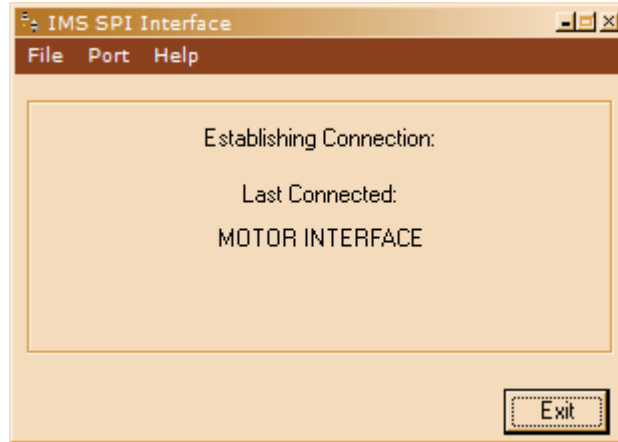 IMS SPI Interface
File Port Help
Establishing Connection:
Last Connected:
MOTOR INTERFACE
Exit